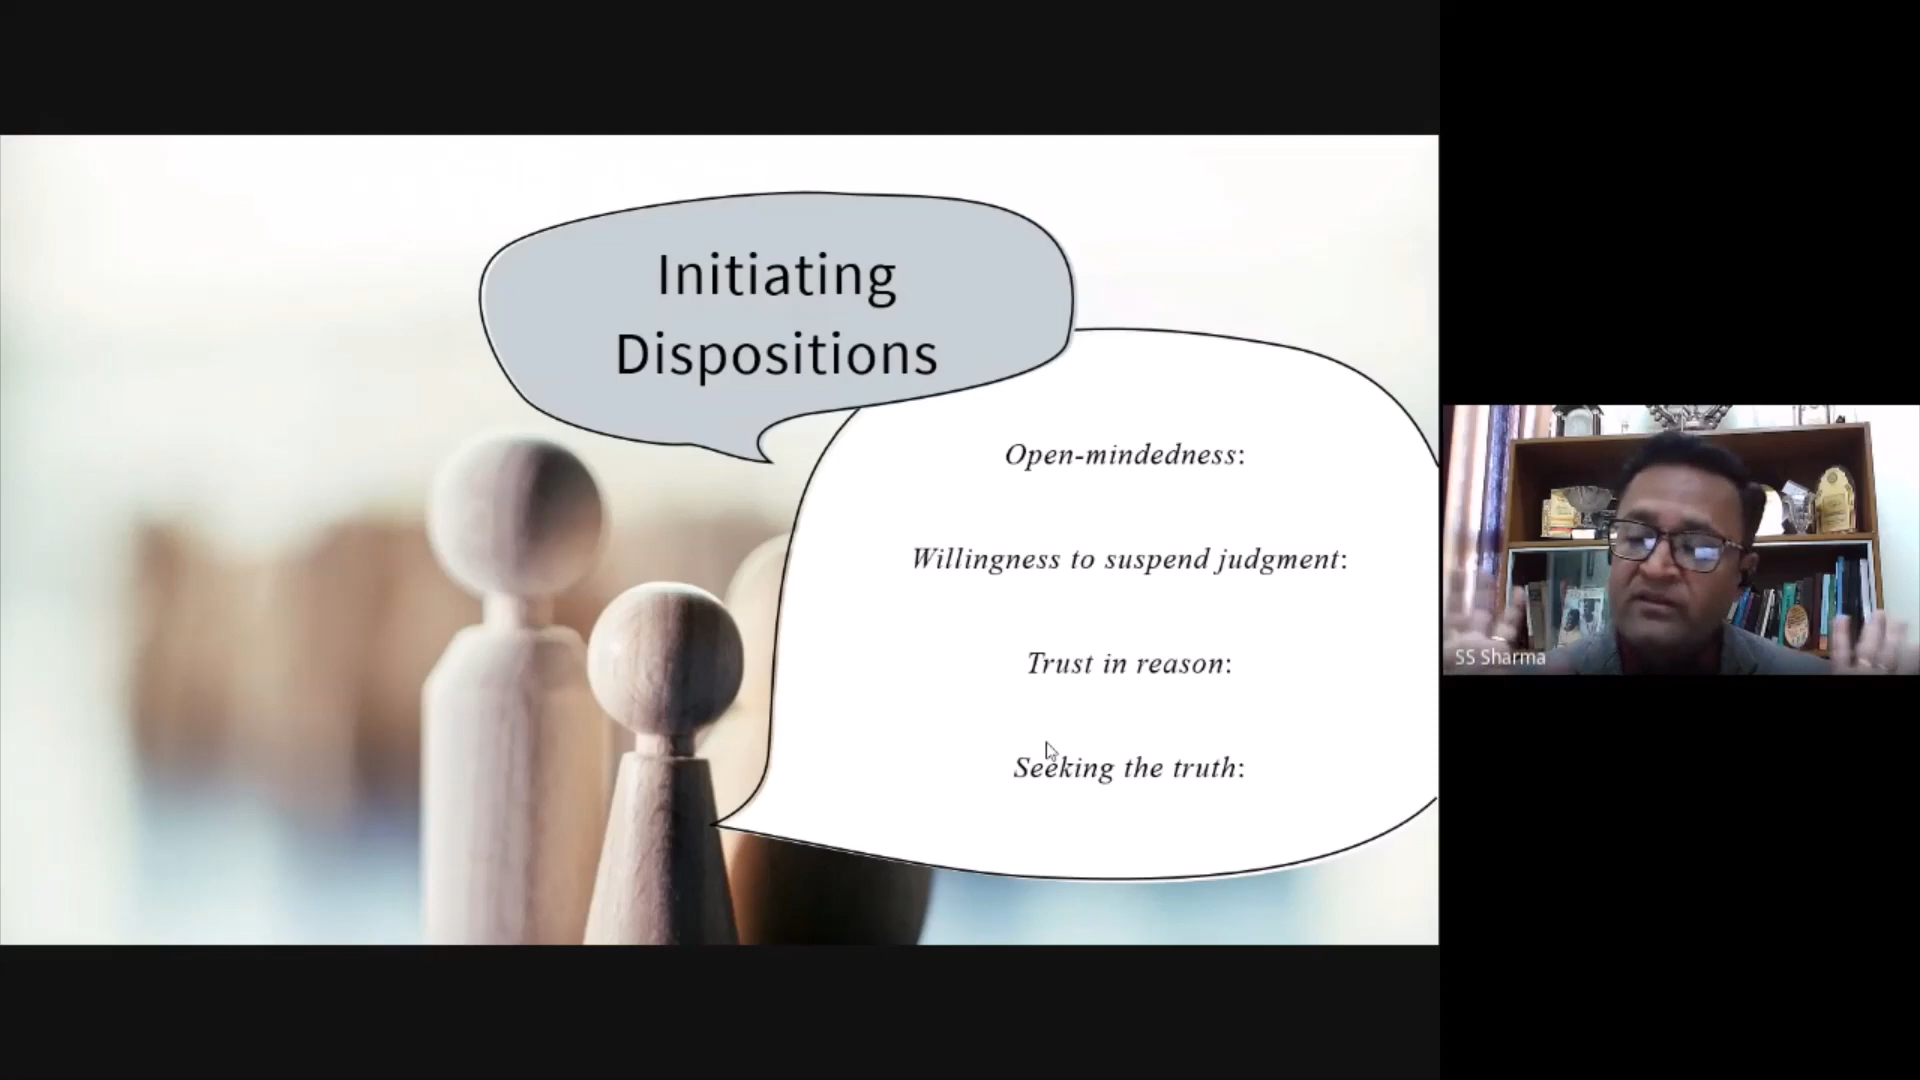 Initiating
Dispositions
Open-mindedness:
Willingness to suspend judgment:
Trust in reason:
Seeking the truth:
SS Sharma